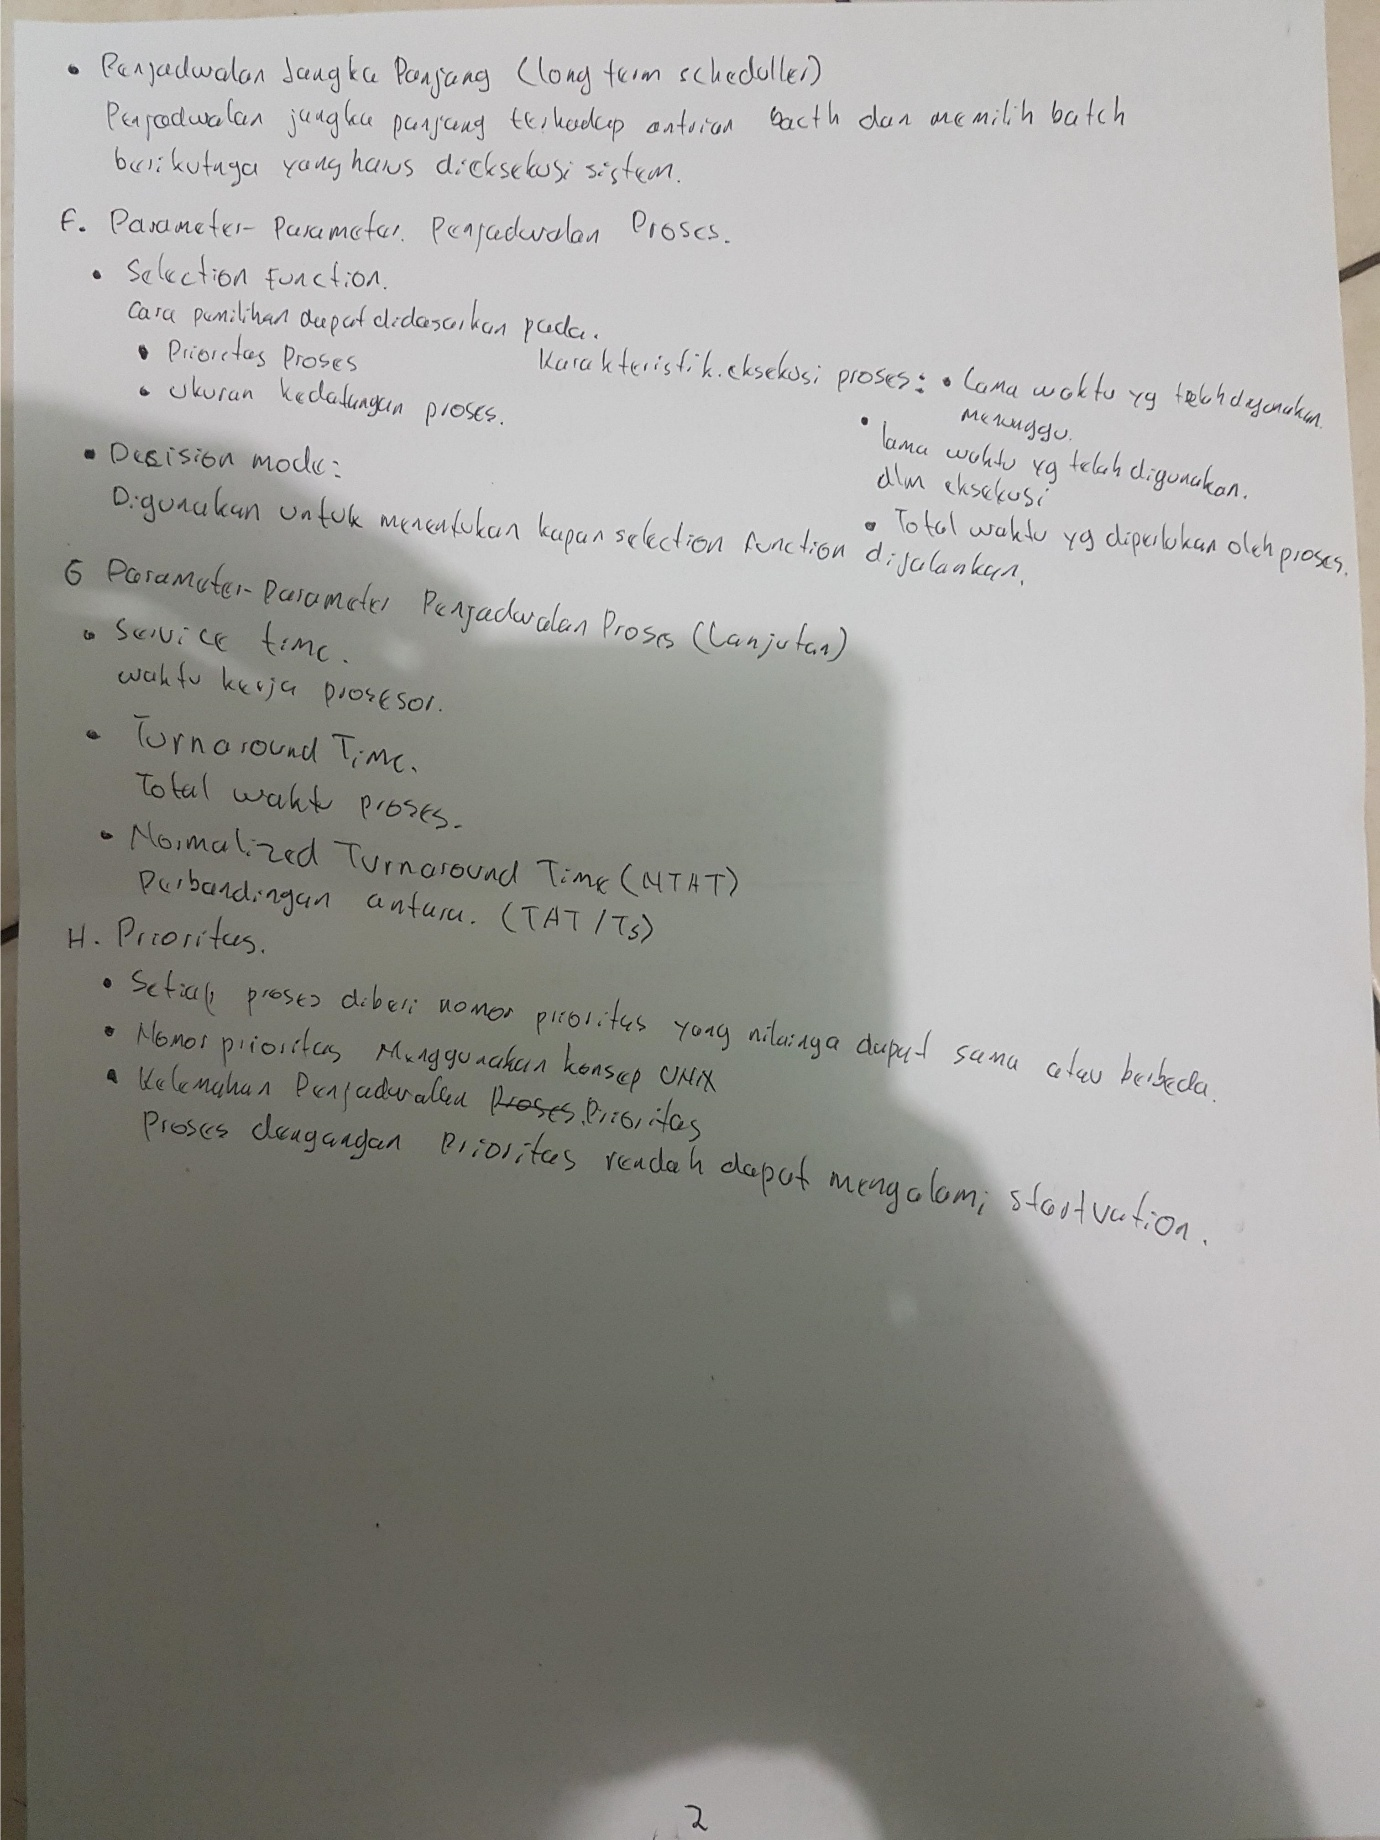 • Penjadwalan Jangka Panjang (long term scheduller)
Penjadwalan jangka panjang terhadap antrian bacth dan memilih batch
berikutnya yang harus dieksekusi sistem.
F. Parameter-Parameter Penjadwalan Proses.
• Selection Function.
Cara pemilihan dapat didasarkan pada.
• Prioretas Proses
• Ukuran kedatangan proses.
Karakteristik eksekusi proses: • Lama waktu yg telah digunakan
menunggu.
• lama waktu yg telah digunakan.
dlm eksekusi
• Total waktu yg diperlukan oleh proses.
• Decision mode:
Digunakan untuk menentukan kapan selection function dijalankan.
G Parameter-Parameter Penjadwalan Proses (Lanjutan)
• Service time.
waktu kerja prosesor.
• Turnaround Time.
Total waktu proses.
• Normalized Turnaround Time (NTAT)
Perbandingan antara. (TAT/Ts)
H. Prioritas.
• Setiap proses diberi nomor prioritas yang nilainya dapat sama atau berbeda.
• Nomor prioritas Menggunakan konsep UNIX
• Kelemahan Penjadwalan Proses Prioritas
Proses dengangan Prioritas rendah dapat mengalami startvation.
2